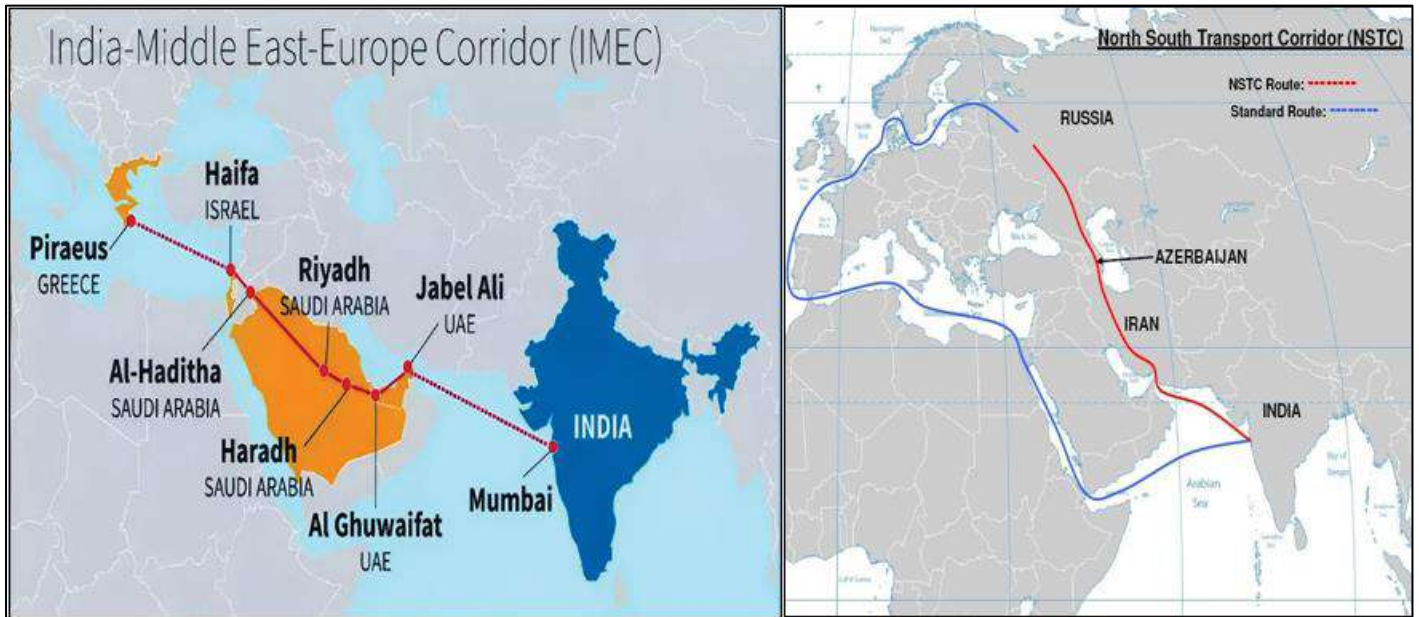 India-Middle East-Europe Corridor (IMEC)
Haifa
ISRAEL
Piraeus
GREECE
Riyadh
SAUDI ARABIA
Jabel Ali
UAE
Al-Haditha
SAUDI ARABIA
Haradh
SAUDI ARABIA
Al Ghuwaifat
UAE
Mumbai
INDIA
North South Transport Corridor (NSTC)
NSTC Route:
Standard Route:
RUSSIA
AZERBAIJAN
IRAN
INDIA
Arabian
Sea
Bay of